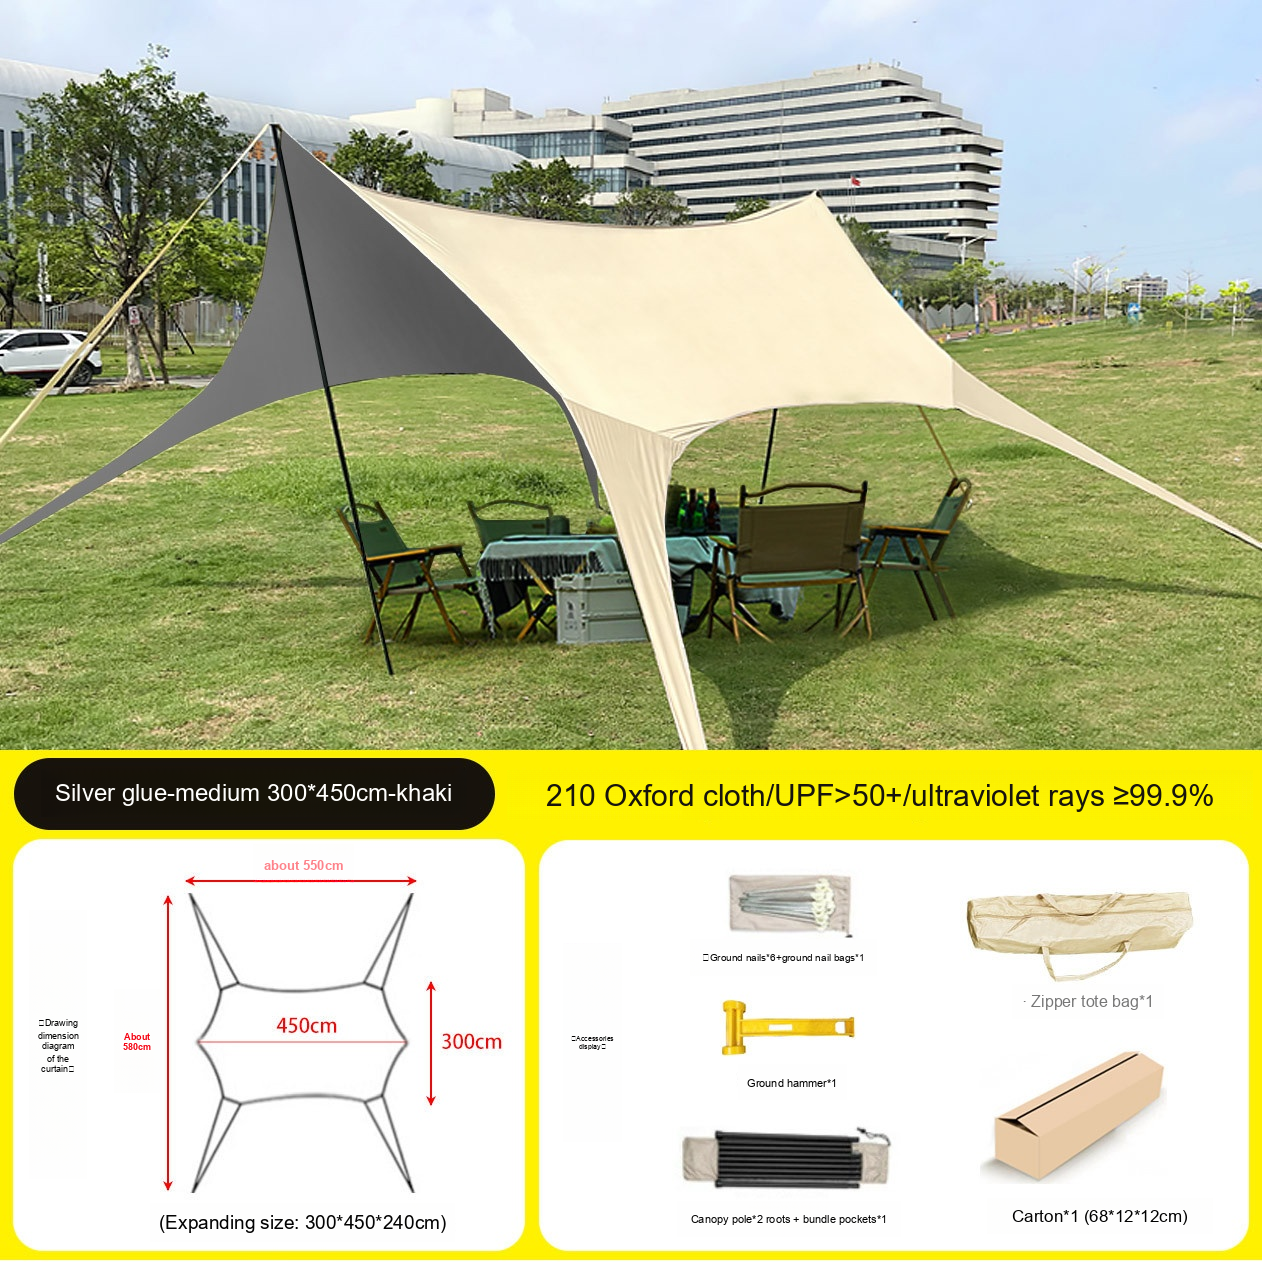 Silver glue-medium 300*450cm-khaki
210 Oxford cloth/UPF>50+/ultraviolet rays ≥99.9%
about 550cm
450cm
300cm
□Drawing
dimension
diagram
of the
curtain□
About
580cm
(Expanding size: 300*450*240cm)
□Accessories
display□
□Ground nails*6+ground nail bags*1
· Zipper tote bag*1
Ground hammer*1
Canopy pole*2 roots + bundle pockets*1
Carton*1 (68*12*12cm)